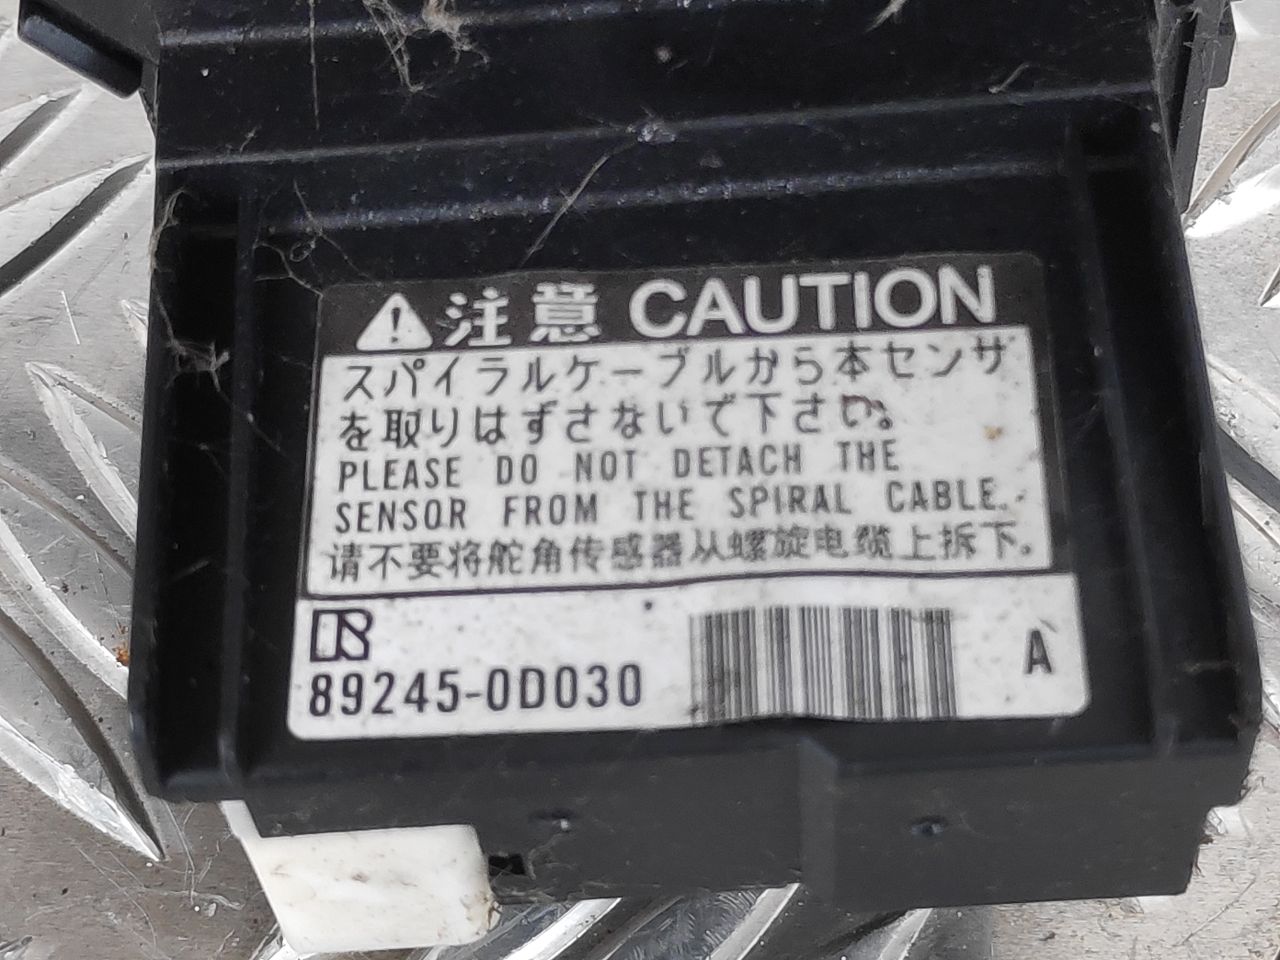 注意 CAUTION
スパイラルケーブルから本センサ
を取りはずさないで下さい。
PLEASE DO NOT DETACH THE
SENSOR FROM THE SPIRAL CABLE.
请不要将舵角传感器从螺旋电缆上拆下.
89245-0D030
A